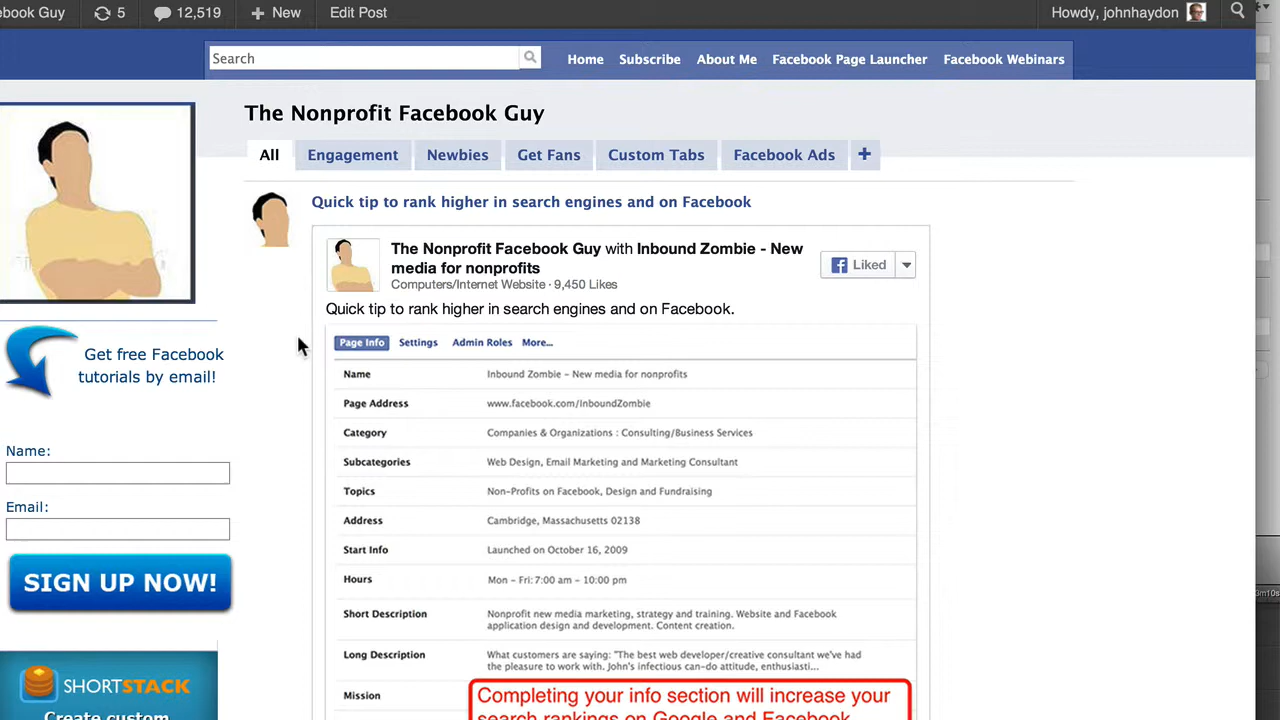 ebook Guy 5 12,519 + New Edit Post Howdy, johnhaydon
Search Home Subscribe About Me Facebook Page Launcher Facebook Webinars
The Nonprofit Facebook Guy
All Engagement Newbies Get Fans Custom Tabs Facebook Ads +
Quick tip to rank higher in search engines and on Facebook
The Nonprofit Facebook Guy with Inbound Zombie - New
media for nonprofits
Liked
Computers/Internet Website · 9,450 Likes
Quick tip to rank higher in search engines and on Facebook.
Page Info Settings Admin Roles More...
Name Inbound Zombie – New media for nonprofits
Page Address www.facebook.com/InboundZombie
Category Companies & Organizations : Consulting/Business Services
Subcategories Web Design, Email Marketing and Marketing Consultant
Topics Non-Profits on Facebook, Design and Fundraising
Address Cambridge, Massachusetts 02138
Start Info Launched on October 16, 2009
Hours Mon – Fri: 7:00 am – 10:00 pm
Short Description Nonprofit new media marketing, strategy and training. Website and Facebook
application design and development. Content creation.
Long Description What customers are saying: "The best web developer/creative consultant we've had
the pleasure to work with. John's infectious can-do attitude, enthusiasti...
Mission
Completing your info section will increase your
search rankings on Google and Facebook
Get free Facebook
tutorials by email!
Name:
Email:
SIGN UP NOW!
SHORTSTACK
Create custom